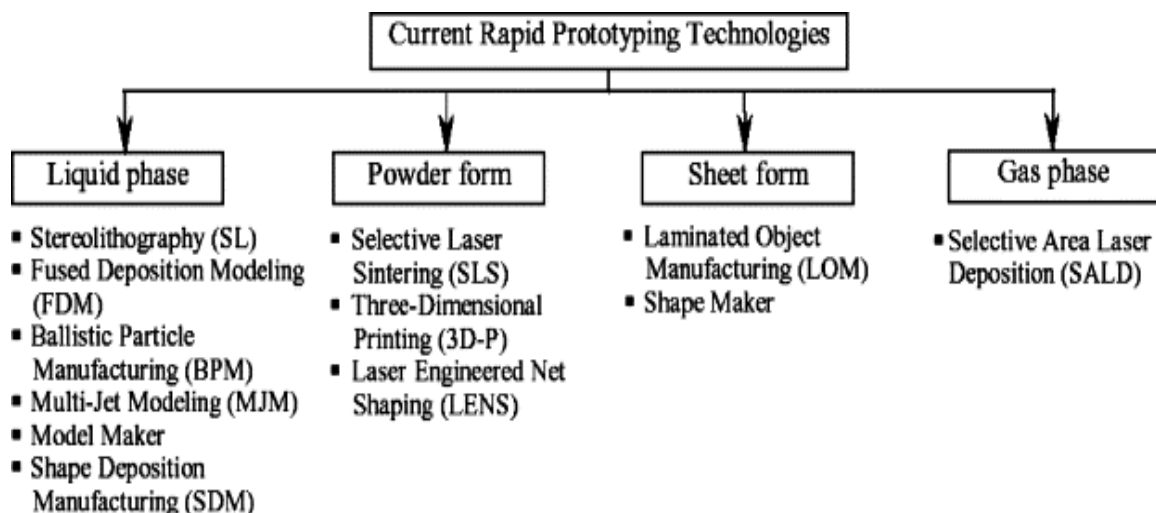 Current Rapid Prototyping Technologies
Liquid phase
▪ Stereolithography (SL)
▪ Fused Deposition Modeling
(FDM)
▪ Ballistic Particle
Manufacturing (BPM)
▪ Multi-Jet Modeling (MJM)
▪ Model Maker
▪ Shape Deposition
Manufacturing (SDM)
Powder form
▪ Selective Laser
Sintering (SLS)
▪ Three-Dimensional
Printing (3D-P)
▪ Laser Engineered Net
Shaping (LENS)
Sheet form
▪ Laminated Object
Manufacturing (LOM)
▪ Shape Maker
Gas phase
▪ Selective Area Laser
Deposition (SALD)